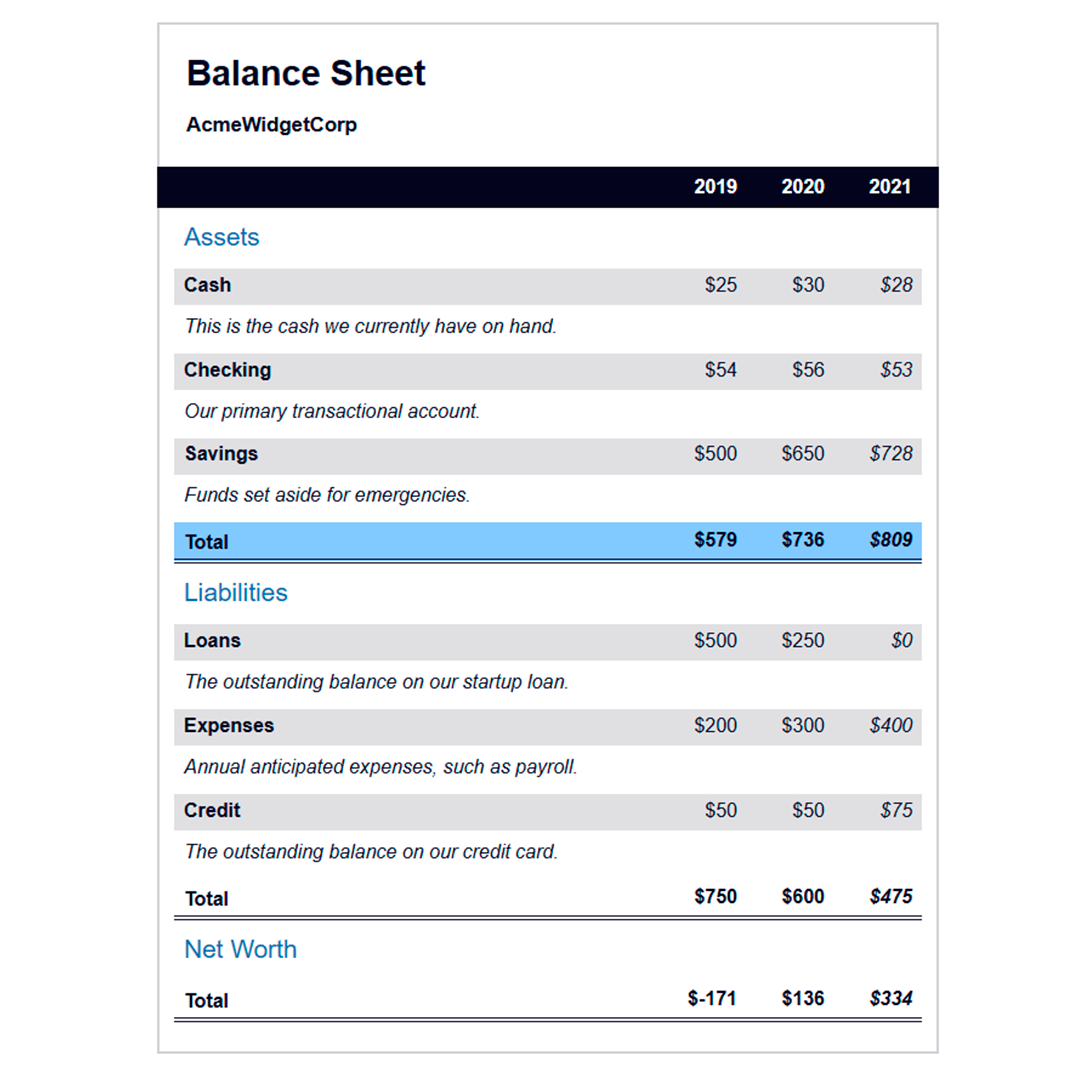 Balance Sheet
AcmeWidgetCorp
2019 2020 2021
Assets
Cash $25 $30 $28
This is the cash we currently have on hand.
Checking $54 $56 $53
Our primary transactional account.
Savings $500 $650 $728
Funds set aside for emergencies.
Total $579 $736 $809
Liabilities
Loans $500 $250 $0
The outstanding balance on our startup loan.
Expenses $200 $300 $400
Annual anticipated expenses, such as payroll.
Credit $50 $50 $75
The outstanding balance on our credit card.
Total $750 $600 $475
Net Worth
Total $-171 $136 $334